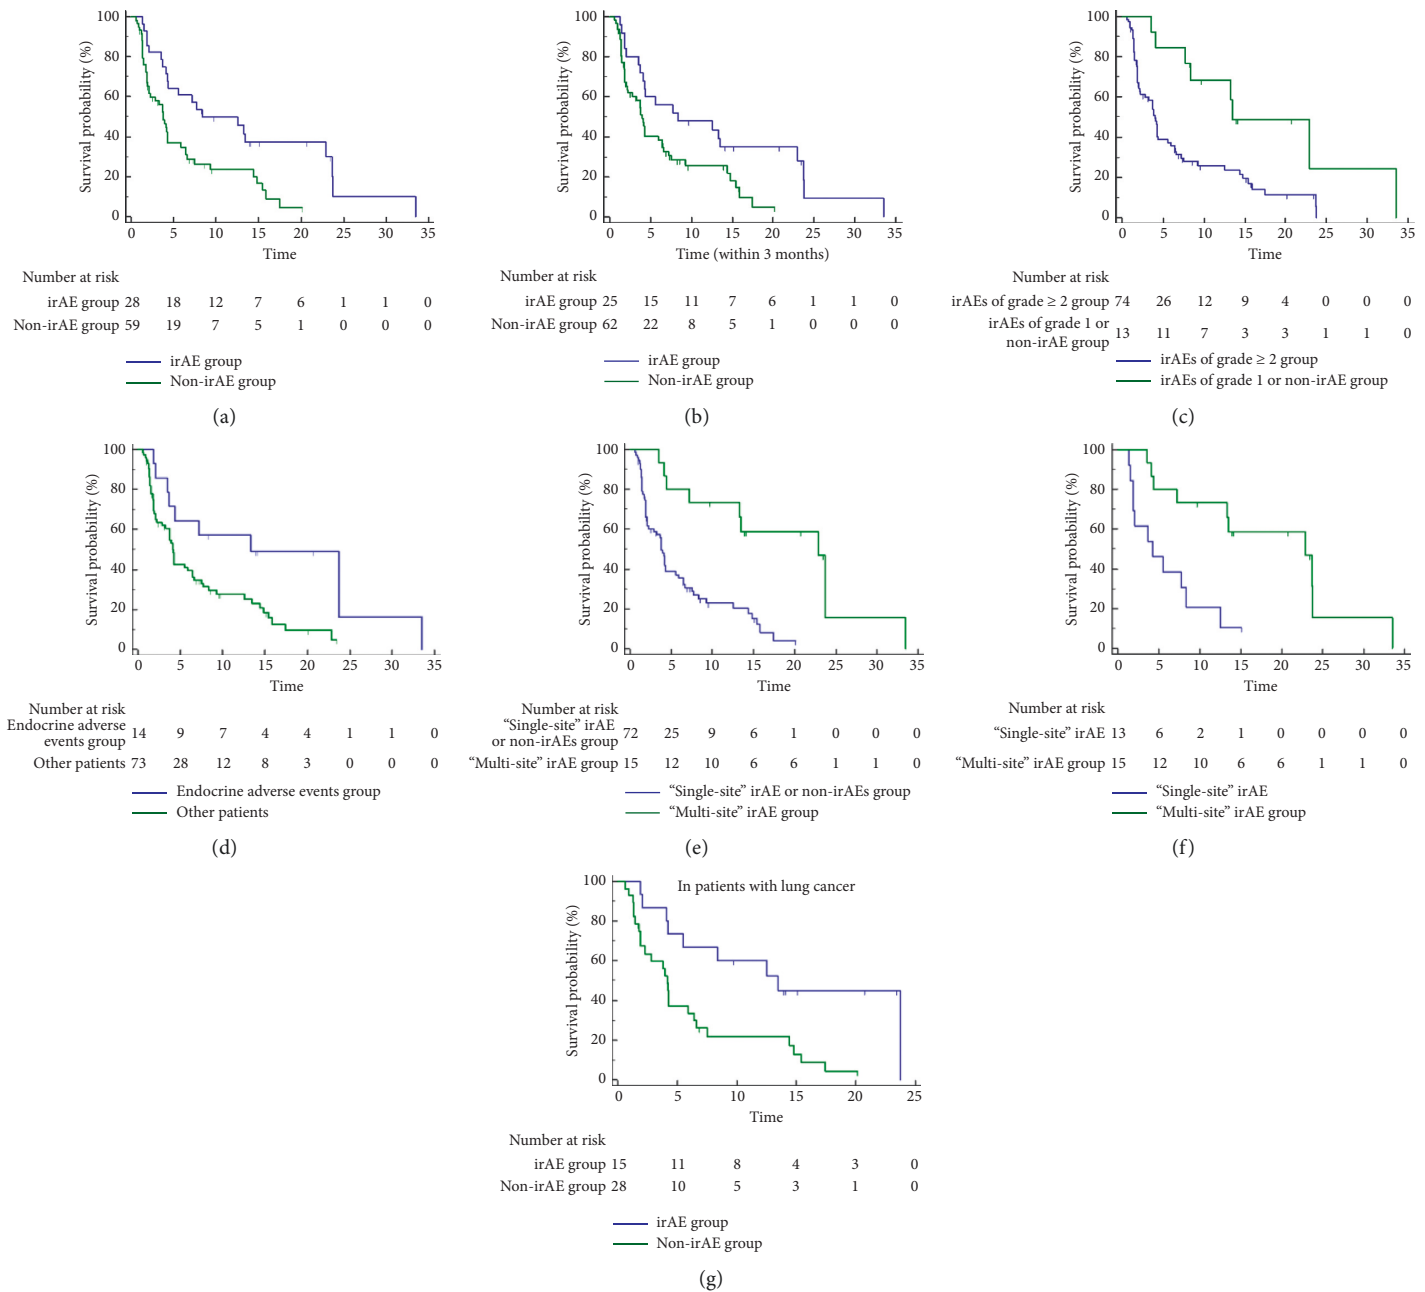 100
80
60
40
20
0
Survival probability (%)
0 5 10 15 20 25 30 35
Time
Number at risk
irAE group 28 18 12 7 6 1 1 0
Non-irAE group 59 19 7 5 1 0 0 0
irAE group
Non-irAE group
(a)
100
80
60
40
20
0
Survival probability (%)
0 5 10 15 20 25 30 35
Time (within 3 months)
Number at risk
irAE group 25 15 11 7 6 1 1 0
Non-irAE group 62 22 8 5 1 0 0 0
irAE group
Non-irAE group
(b)
100
80
60
40
20
0
Survival probability (%)
0 5 10 15 20 25 30 35
Time
Number at risk
irAEs of grade ≥ 2 group 74 26 12 9 4 0 0 0
irAEs of grade 1 or
non-irAE group 13 11 7 3 3 1 1 0
irAEs of grade ≥ 2 group
irAEs of grade 1 or non-irAE group
(c)
100
80
60
40
20
0
Survival probability (%)
0 5 10 15 20 25 30 35
Time
Number at risk
Endocrine adverse
events group 14 9 7 4 4 1 1 0
Other patients 73 28 12 8 3 0 0 0
Endocrine adverse events group
Other patients
(d)
100
80
60
40
20
0
Survival probability (%)
0 5 10 15 20 25 30 35
Time
Number at risk
“Single-site” irAE
or non-irAEs group 72 25 9 6 1 0 0 0
“Multi-site” irAE group 15 12 10 6 6 1 1 0
“Single-site” irAE or non-irAEs group
“Multi-site” irAE group
(e)
100
80
60
40
20
0
Survival probability (%)
0 5 10 15 20 25 30 35
Time
Number at risk
“Single-site” irAE 13 6 2 1 0 0 0 0
“Multi-site” irAE group 15 12 10 6 6 1 1 0
“Single-site” irAE
“Multi-site” irAE group
(f)
In patients with lung cancer
100
80
60
40
20
0
Survival probability (%)
0 5 10 15 20 25
Time
Number at risk
irAE group 15 11 8 4 3 0
Non-irAE group 28 10 5 3 1 0
irAE group
Non-irAE group
(g)